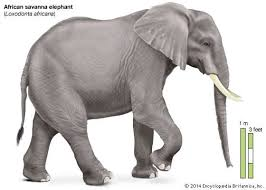 African savanna elephant
(Loxodonta africana)
1 m
3 feet
© 2014 Encyclopædia Britannica, Inc.